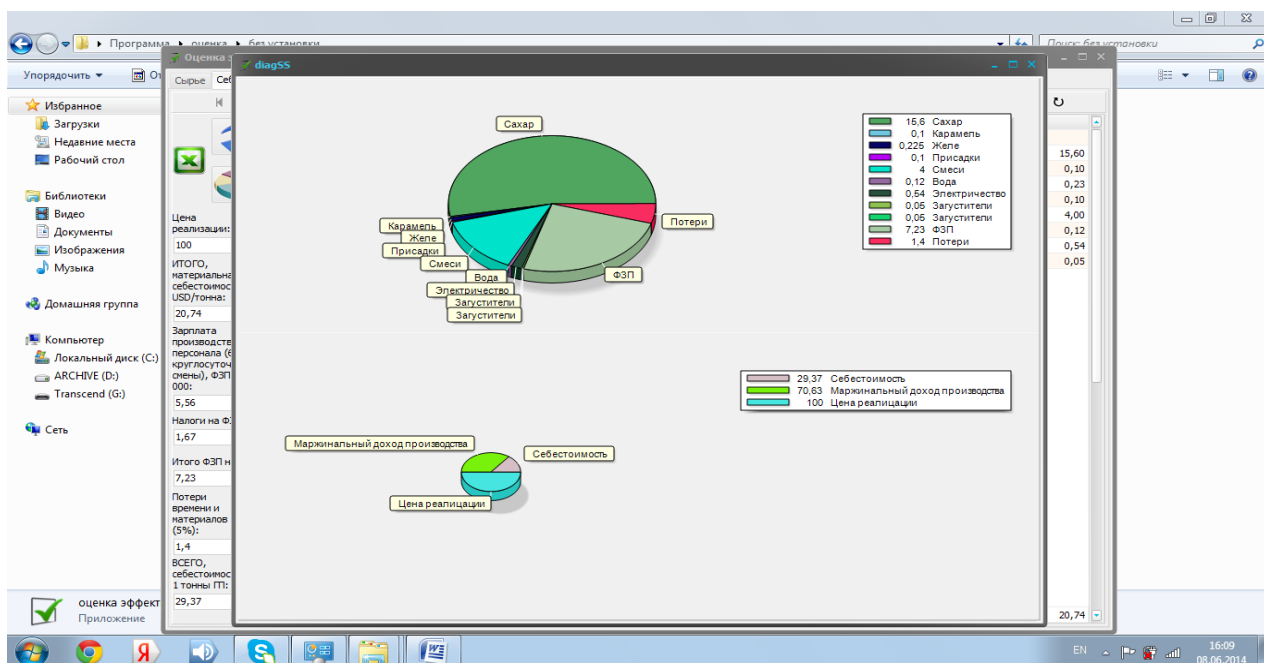 Программа ▸ оценка ▸ без установки
Поиск: без установки
Упорядочить
От
Избранное
Загрузки
Недавние места
Рабочий стол
Библиотеки
Видео
Документы
Изображения
Музыка
Домашняя группа
Компьютер
Локальный диск (C:)
ARCHIVE (D:)
Transcend (G:)
Сеть
Оценка э
Сырье Себ
Цена
реализации:
100
ИТОГО,
материальна
себестоимос
USD/тонна:
20,74
Зарплата
производств
персонала (6
круглосуточ
смены), ФЗП
000:
5,56
Налоги на ФЗ
1,67
Итого ФЗП н
7,23
Потери
времени и
материалов
(5%):
1,4
ВСЕГО,
себестоимос
1 тонны ГП:
29,37
diagSS
Сахар
Карамель
Желе
Присадки
Смеси
Вода
Электричество
Загустители
Загустители
ФЗП
Потери
15,6 Сахар
0,1 Карамель
0,225 Желе
0,1 Присадки
4 Смеси
0,12 Вода
0,54 Электричество
0,05 Загустители
0,05 Загустители
7,23 ФЗП
1,4 Потери
29,37 Себестоимость
70,63 Маржинальный доход производства
100 Цена реалицации
Маржинальный доход производства
Себестоимость
Цена реалицации
15,60
0,10
0,23
0,10
4,00
0,12
0,54
0,05
20,74
оценка эффект
Приложение
EN
16:09
08.06.2014